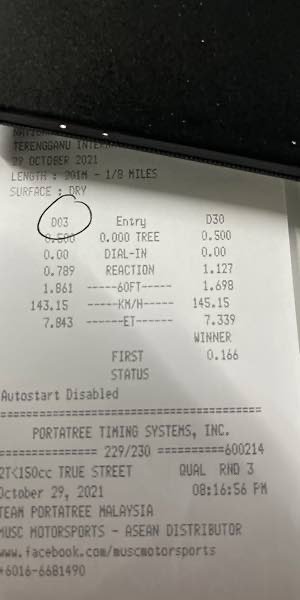 NATIONAL
TERENGGANU INTERNA
29 OCTOBER 2021
LENGTH : 201M - 1/8 MILES
SURFACE : DRY
D03 Entry D30
0.500 0.000 TREE 0.500
0.00 DIAL-IN 0.00
0.789 REACTION 1.127
1.861 -----60FT----- 1.698
143.15 -----KM/H----- 145.15
7.843 ------ET------ 7.339
WINNER
FIRST 0.166
STATUS
Autostart Disabled
========================================
PORTATREE TIMING SYSTEMS, INC.
============== 229/230 ==========600214
2T<150cc TRUE STREET QUAL RND 3
October 29, 2021 08:16:56 PM
TEAM PORTATREE MALAYSIA
MUSC MOTORSPORTS - ASEAN DISTRIBUTOR
www.facebook.com/muscmotorsports
+6016-6681490